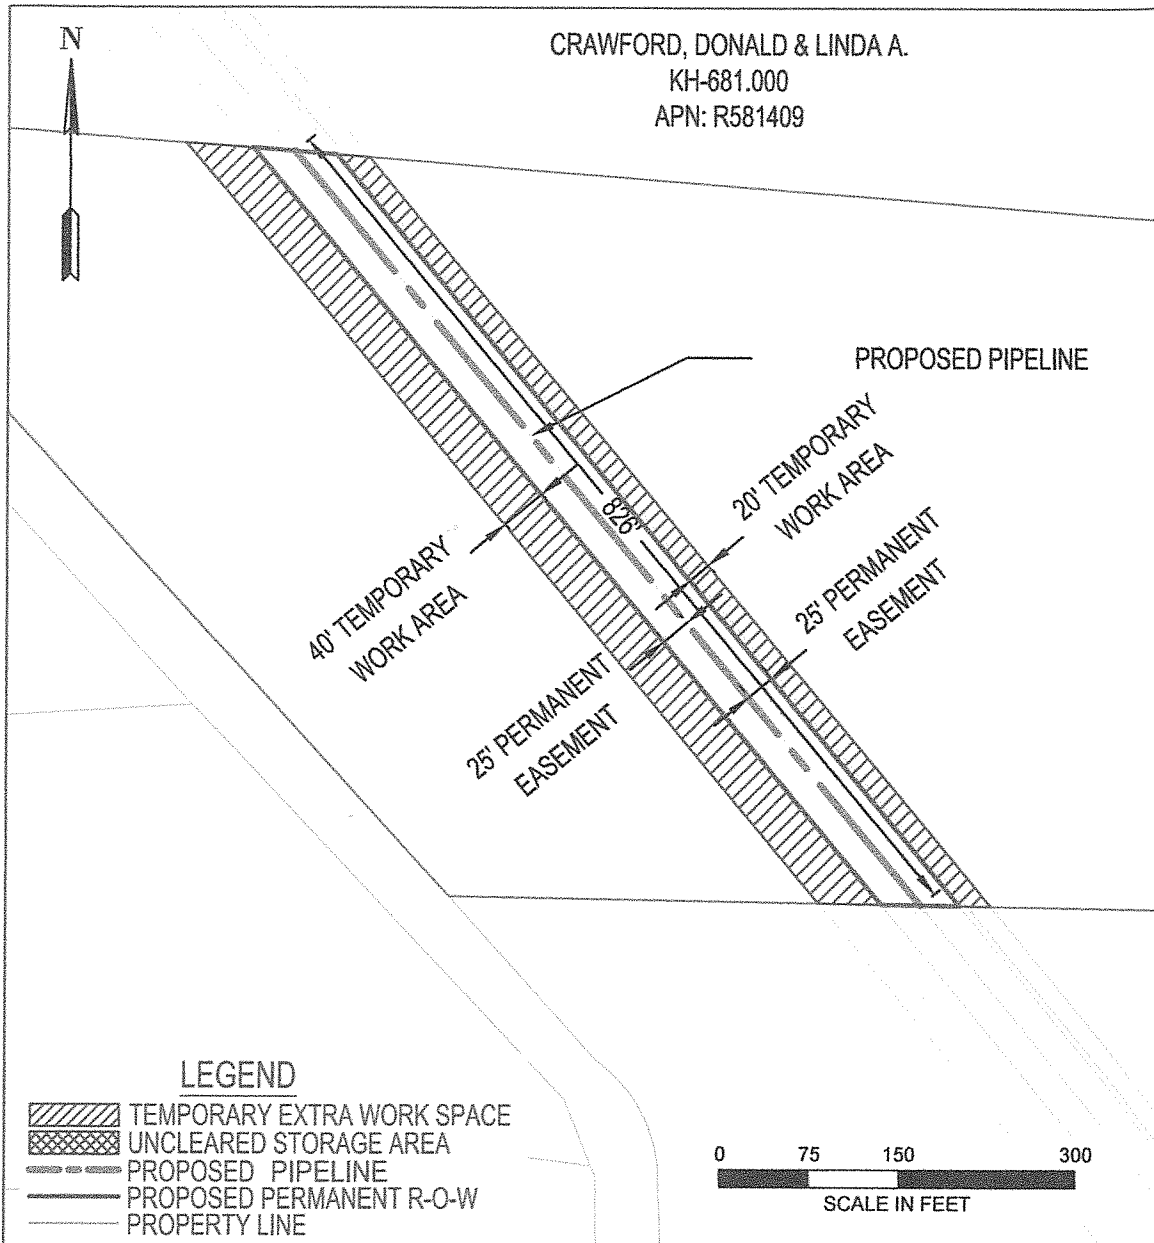 N
CRAWFORD, DONALD & LINDA A.
KH-681.000
APN: R581409
PROPOSED PIPELINE
20' TEMPORARY
WORK AREA
826'
25' PERMANENT
EASEMENT
40' TEMPORARY
WORK AREA
25' PERMANENT
EASEMENT
LEGEND
TEMPORARY EXTRA WORK SPACE
UNCLEARED STORAGE AREA
PROPOSED PIPELINE
PROPOSED PERMANENT R-O-W
PROPERTY LINE
0 75 150 300
SCALE IN FEET